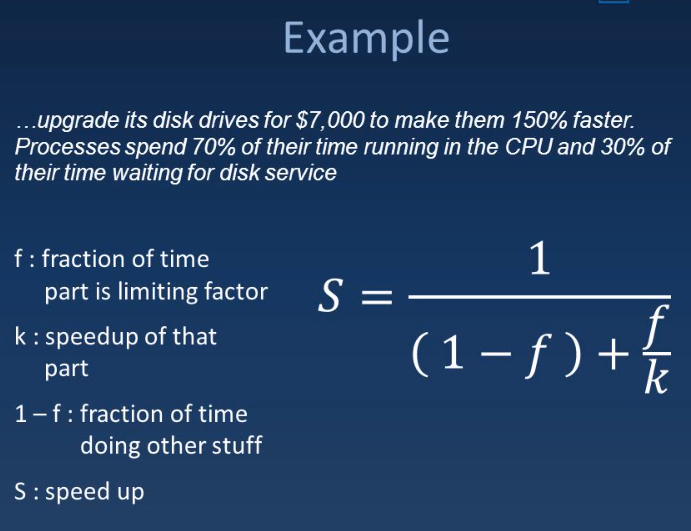 Example
...upgrade its disk drives for $7,000 to make them 150% faster.
Processes spend 70% of their time running in the CPU and 30% of
their time waiting for disk service
f : fraction of time
part is limiting factor
k : speedup of that
part
1 – f : fraction of time
doing other stuff
S : speed up
S = 1 / (( 1 − f ) + f/k)